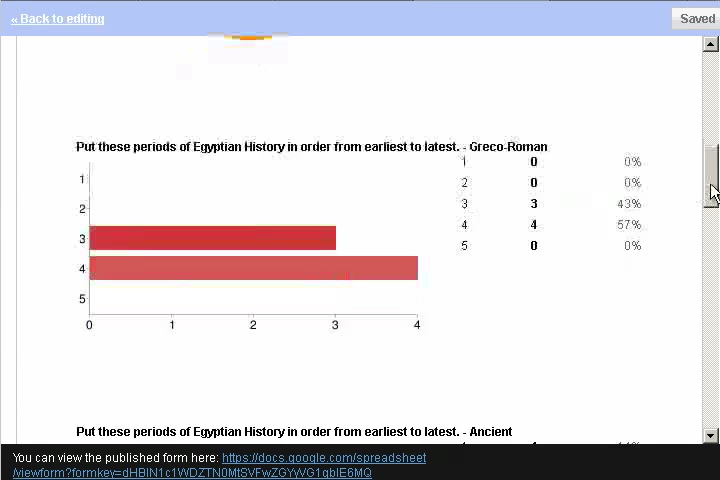 « Back to editing
Saved
Put these periods of Egyptian History in order from earliest to latest. - Greco-Roman
1 0 0%
2 0 0%
3 3 43%
4 4 57%
5 0 0%
1
2
3
4
5
0 1 2 3 4
Put these periods of Egyptian History in order from earliest to latest. - Ancient
You can view the published form here: https://docs.google.com/spreadsheet